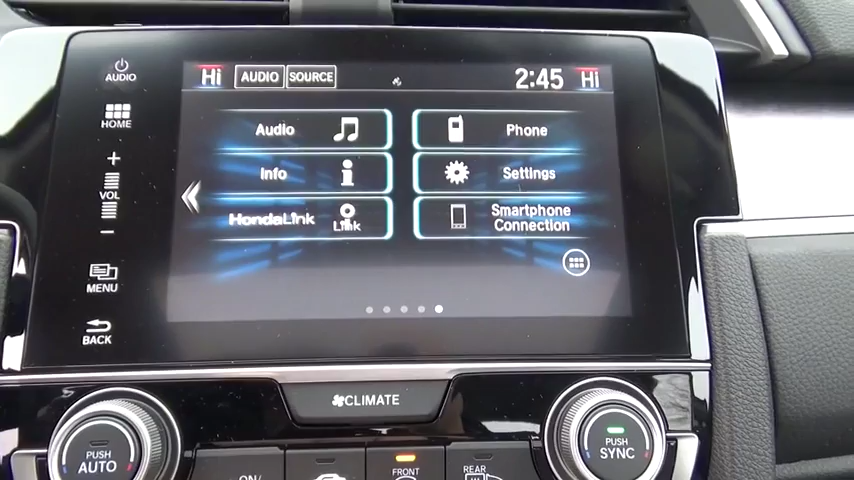 AUDIO
HOME
+
VOL
−
MENU
BACK
Hi AUDIO SOURCE 2:45 Hi
Audio Phone
Info Settings
HondaLink Link Smartphone
Connection
CLIMATE
PUSH
AUTO
PUSH
SYNC
ON/
FRONT
REAR